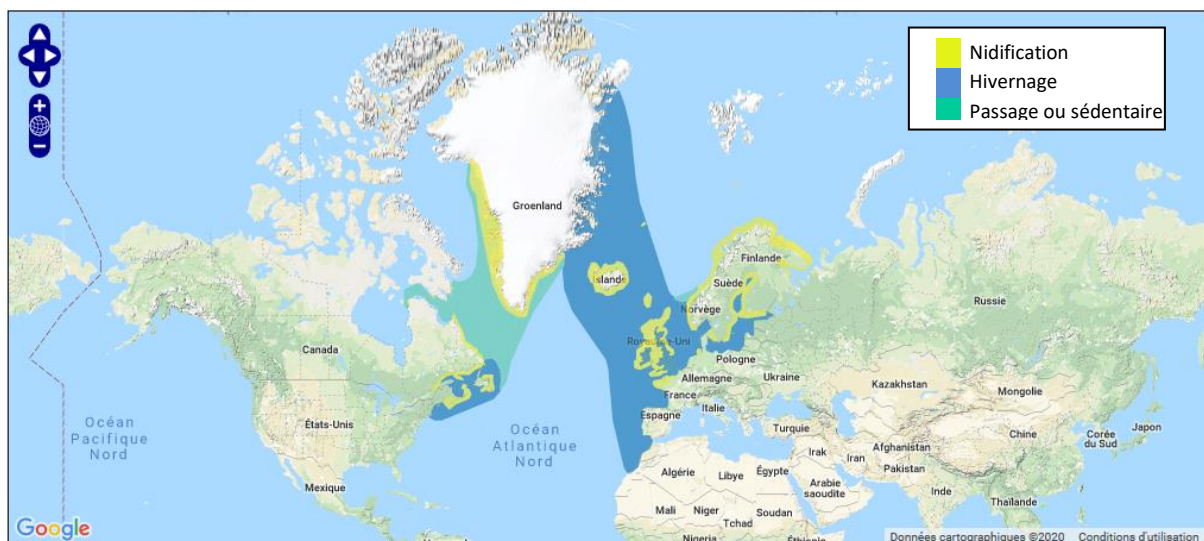 Nidification
Hivernage
Passage ou sédentaire
Groenland
Islande
Finlande
Suède
Norvège
Russie
Royaume-Uni
Canada
Pologne
Allemagne
Ukraine
France
Kazakhstan
Mongolie
Océan
Pacifique
Nord
États-Unis
Océan
Atlantique
Nord
Espagne
Italie
Turquie
Chine
Corée
du Sud
Japon
Irak
Iran
Afghanistan
Pakistan
Algérie
Libye
Égypte
Arabie
saoudite
Inde
Mexique
Mali
Niger
Soudan
Tchad
Thaïlande
Nigeria
Éthiopie
Google
Données cartographiques ©2020 Conditions d'utilisation